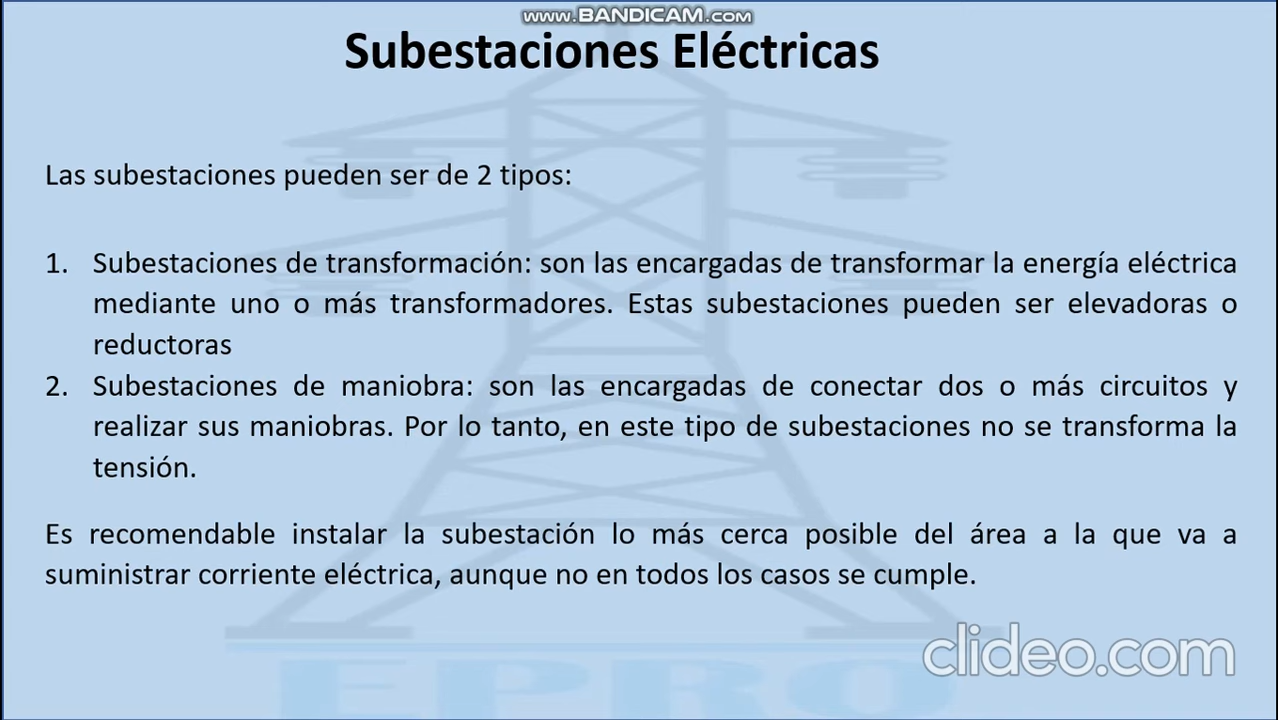 www.BANDICAM.com
Subestaciones Eléctricas
Las subestaciones pueden ser de 2 tipos:
1. Subestaciones de transformación: son las encargadas de transformar la energía eléctrica
mediante uno o más transformadores. Estas subestaciones pueden ser elevadoras o
reductoras
2. Subestaciones de maniobra: son las encargadas de conectar dos o más circuitos y
realizar sus maniobras. Por lo tanto, en este tipo de subestaciones no se transforma la
tensión.
Es recomendable instalar la subestación lo más cerca posible del área a la que va a
suministrar corriente eléctrica, aunque no en todos los casos se cumple.
clideo.com
EPRO